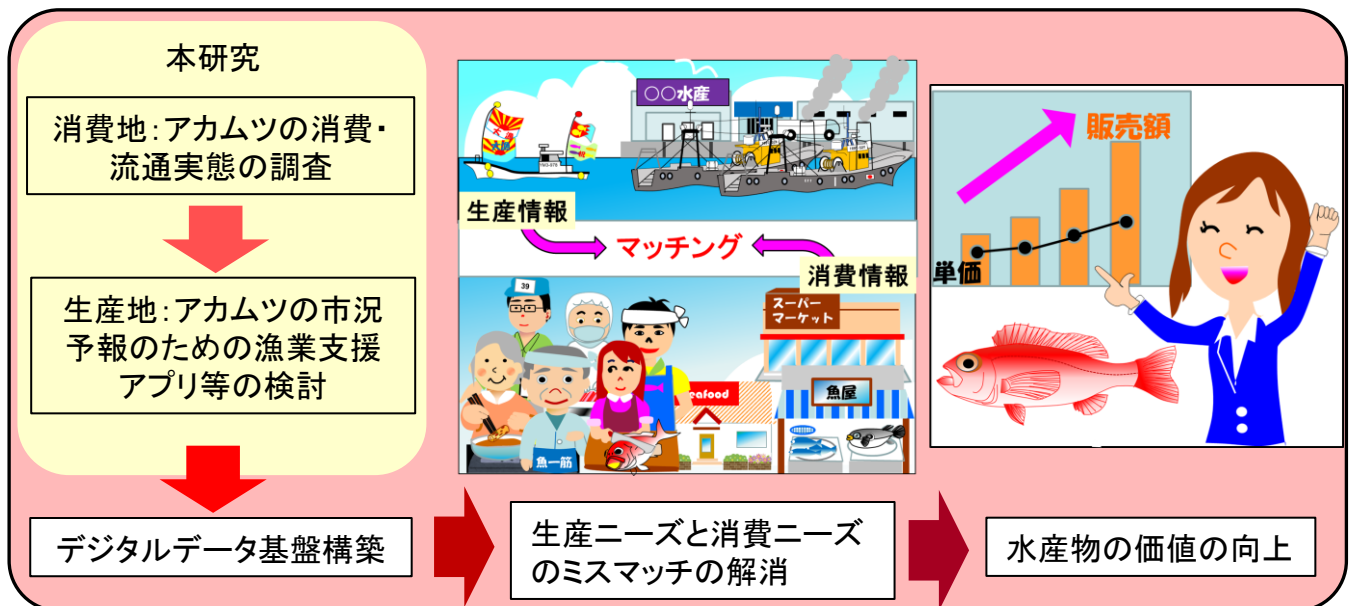 本研究
消費地：アカムツの消費・
流通実態の調査
生産地：アカムツの市況
予報のための漁業支援
アプリ等の検討
デジタルデータ基盤構築
○○水産
大漁
生産情報
マッチング
消費情報
39
スーパー
マーケット
eafood
魚屋
魚一筋
生産ニーズと消費ニーズ
のミスマッチの解消
販売額
単価
水産物の価値の向上